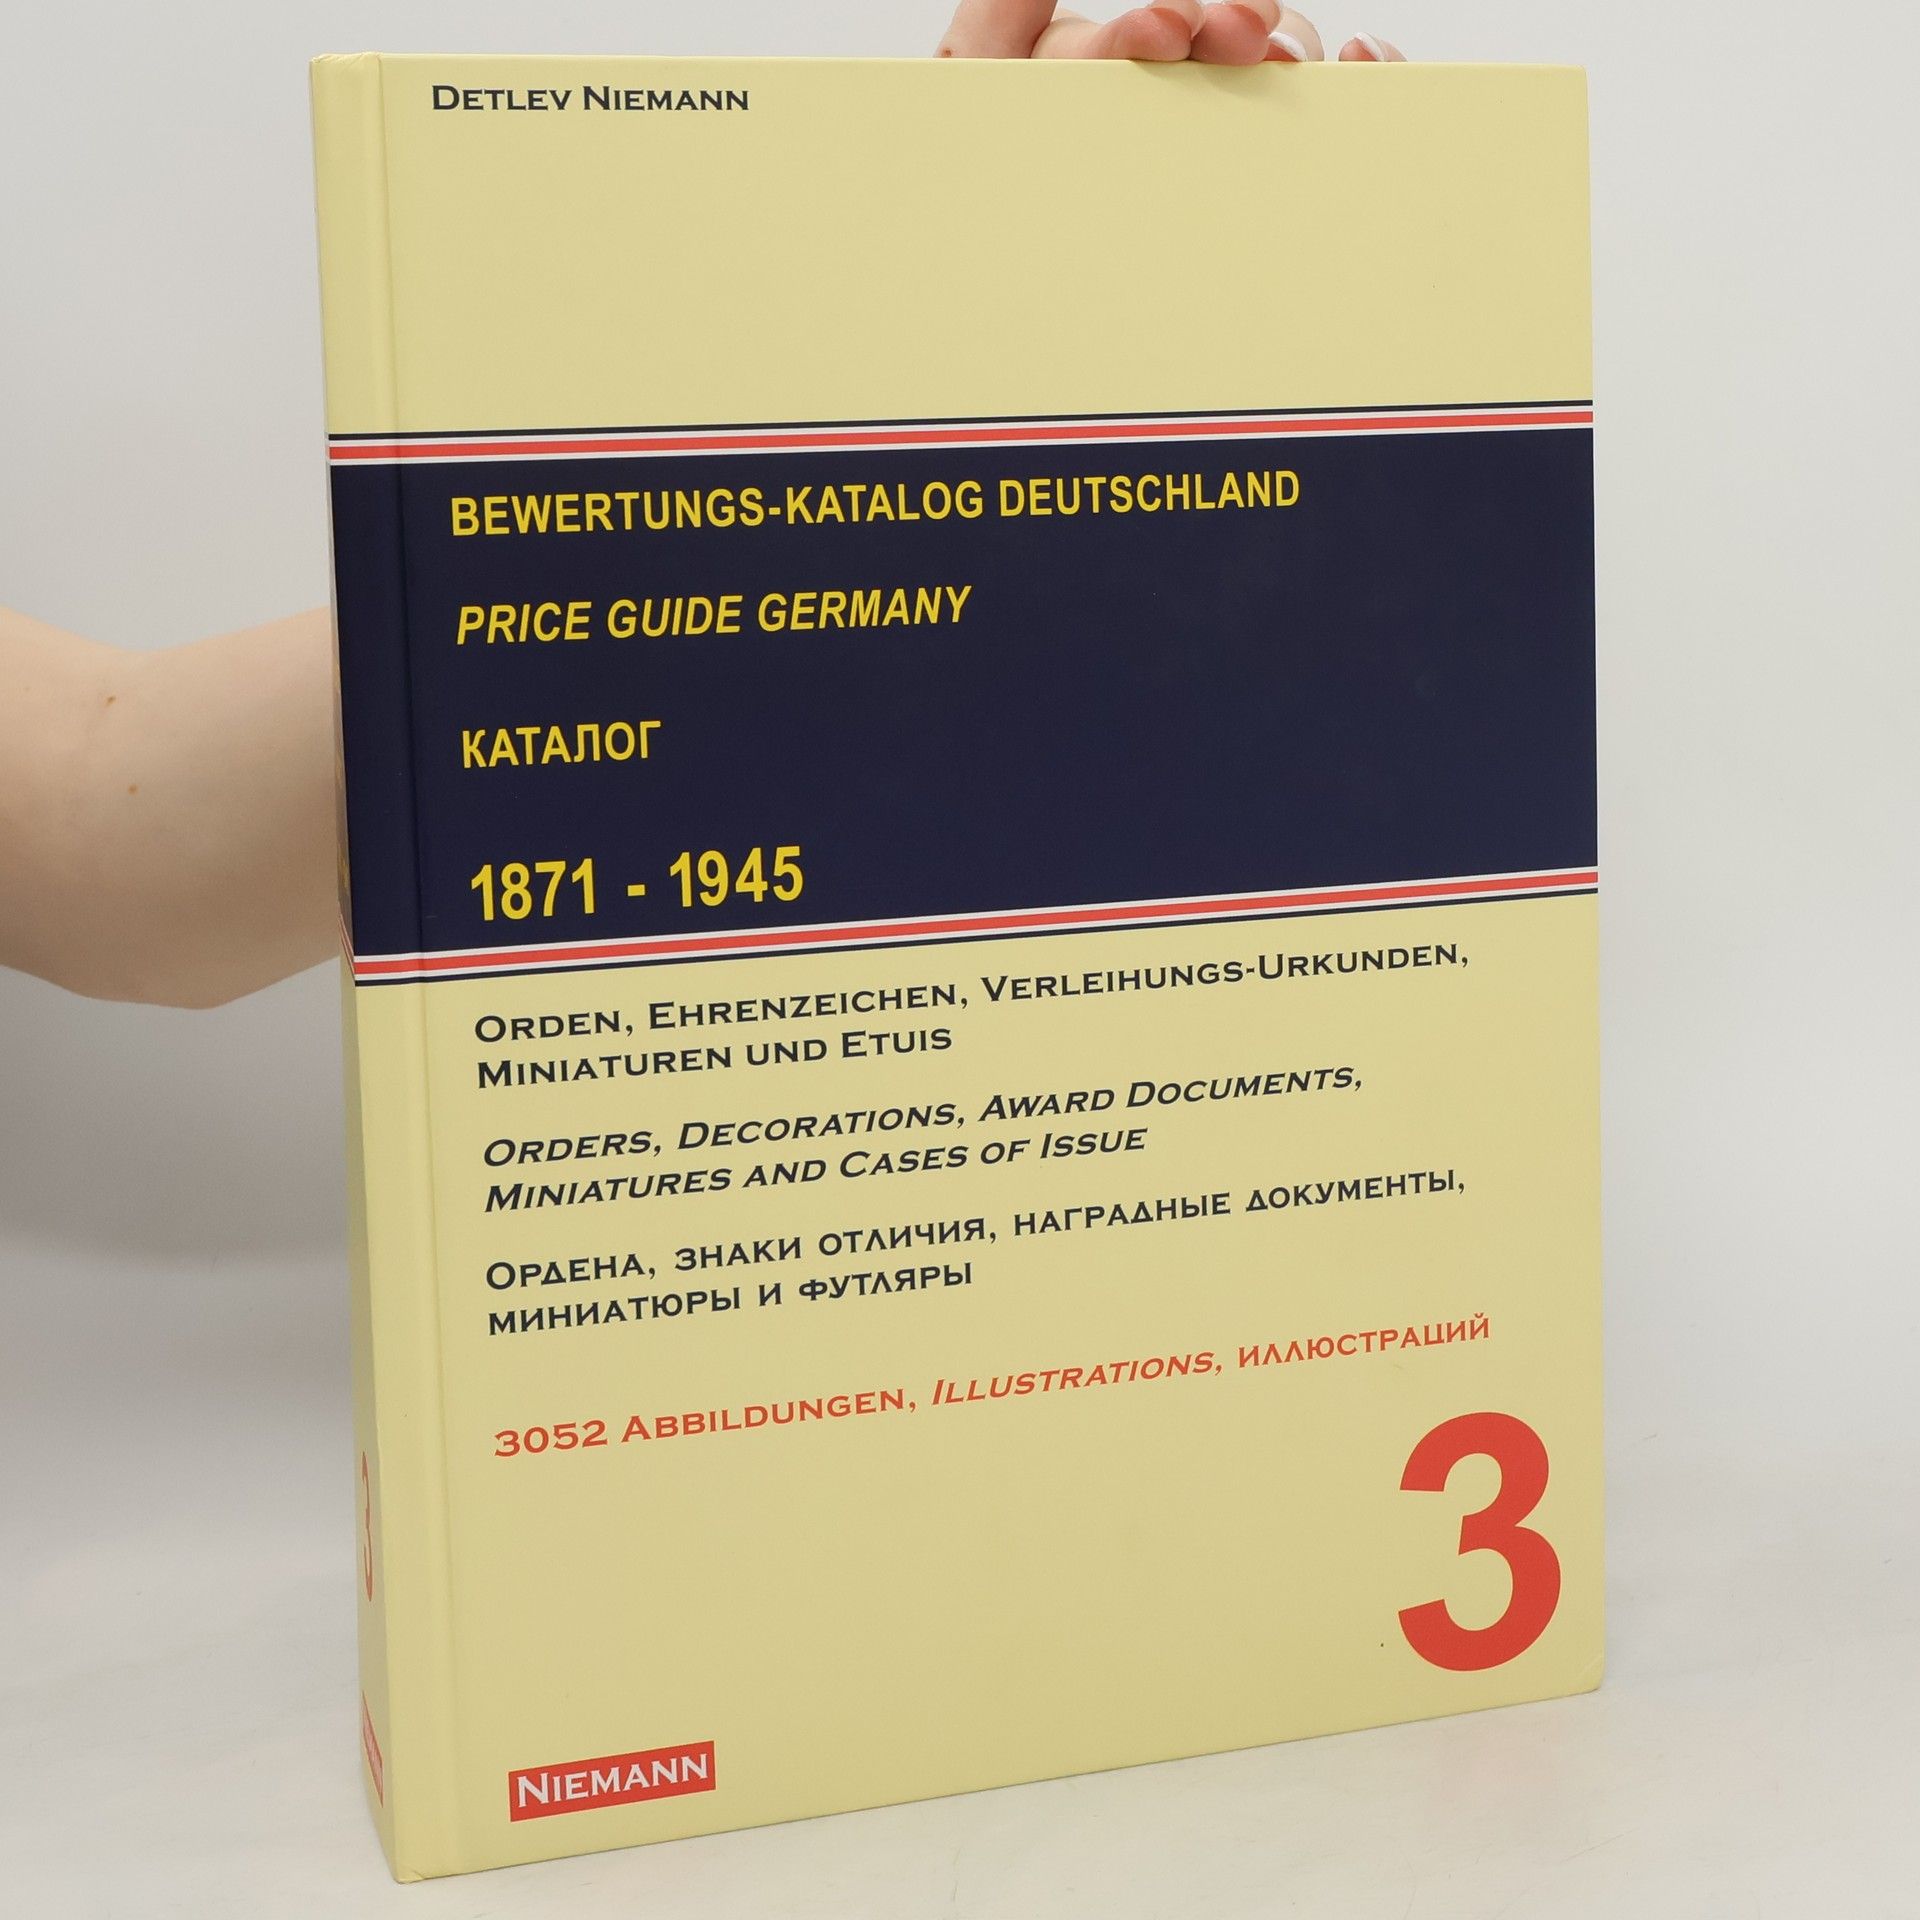 DETLEV NIEMANN
BEWERTUNGS-KATALOG DEUTSCHLAND
PRICE GUIDE GERMANY
КАТАЛОГ
1871 - 1945
ORDEN, EHRENZEICHEN, VERLEIHUNGS-URKUNDEN,
MINIATUREN UND ETUIS
ORDERS, DECORATIONS, AWARD DOCUMENTS,
MINIATURES AND CASES OF ISSUE
ОРДЕНА, ЗНАКИ ОТЛИЧИЯ, НАГРАДНЫЕ ДОКУМЕНТЫ,
МИНИАТЮРЫ И ФУТЛЯРЫ
3052 ABBILDUNGEN, ILLUSTRATIONS, ИЛЛЮСТРАЦИЙ
3
NIEMANN
3